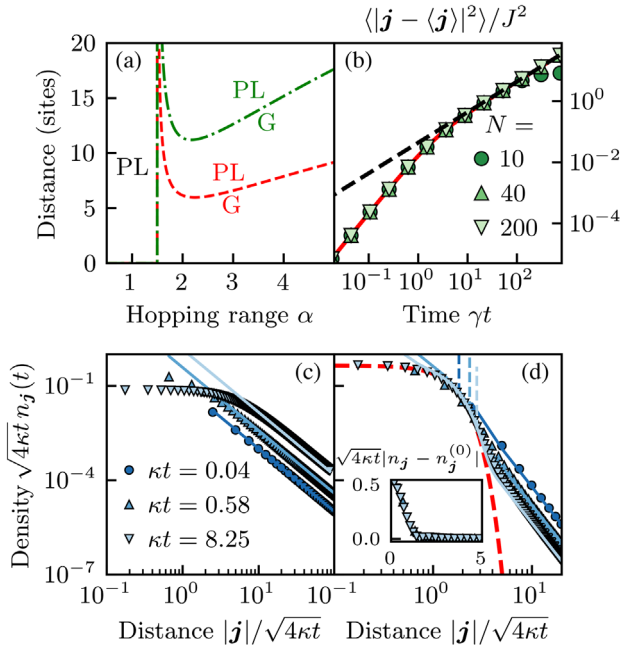 ⟨|j − ⟨j⟩|²⟩/J²
(a)
(b)
20
15
10
5
0
Distance (sites)
PL
G
PL
PL
G
1 2 3 4
Hopping range α
10⁰
10⁻²
10⁻⁴
N =
10
40
200
10⁻¹ 10⁰ 10¹ 10²
Time γt
(c)
(d)
10⁻¹
10⁻⁴
10⁻⁷
Density √4κt n_j(t)
κt = 0.04
κt = 0.58
κt = 8.25
10⁻¹ 10⁰ 10¹
Distance |j|/√4κt
√4κt|n_j − n_j^(0)|
0.5
0.0
0 5
10⁻¹ 10⁰ 10¹
Distance |j|/√4κt